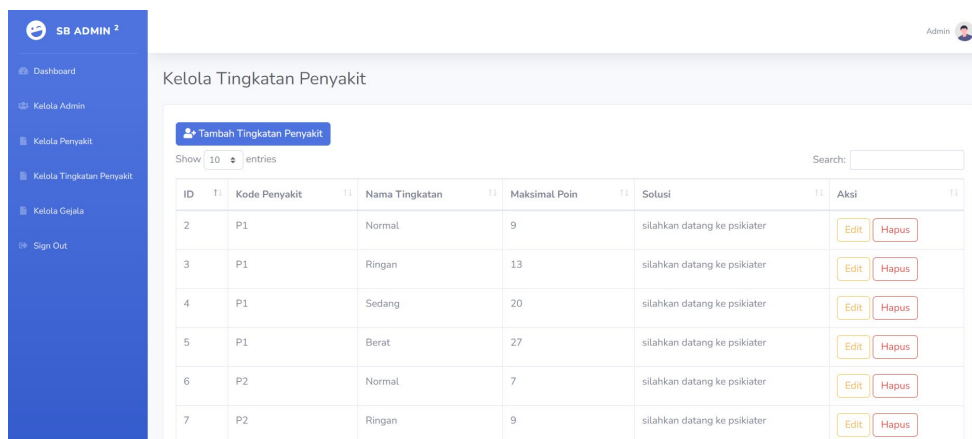 SB ADMIN 2
Admin
Dashboard
Kelola Admin
Kelola Penyakit
Kelola Tingkatan Penyakit
Kelola Gejala
Sign Out
Kelola Tingkatan Penyakit
Tambah Tingkatan Penyakit
Show 10 entries
Search:
ID Kode Penyakit Nama Tingkatan Maksimal Poin Solusi Aksi
2 P1 Normal 9 silahkan datang ke psikiater Edit Hapus
3 P1 Ringan 13 silahkan datang ke psikiater Edit Hapus
4 P1 Sedang 20 silahkan datang ke psikiater Edit Hapus
5 P1 Berat 27 silahkan datang ke psikiater Edit Hapus
6 P2 Normal 7 silahkan datang ke psikiater Edit Hapus
7 P2 Ringan 9 silahkan datang ke psikiater Edit Hapus